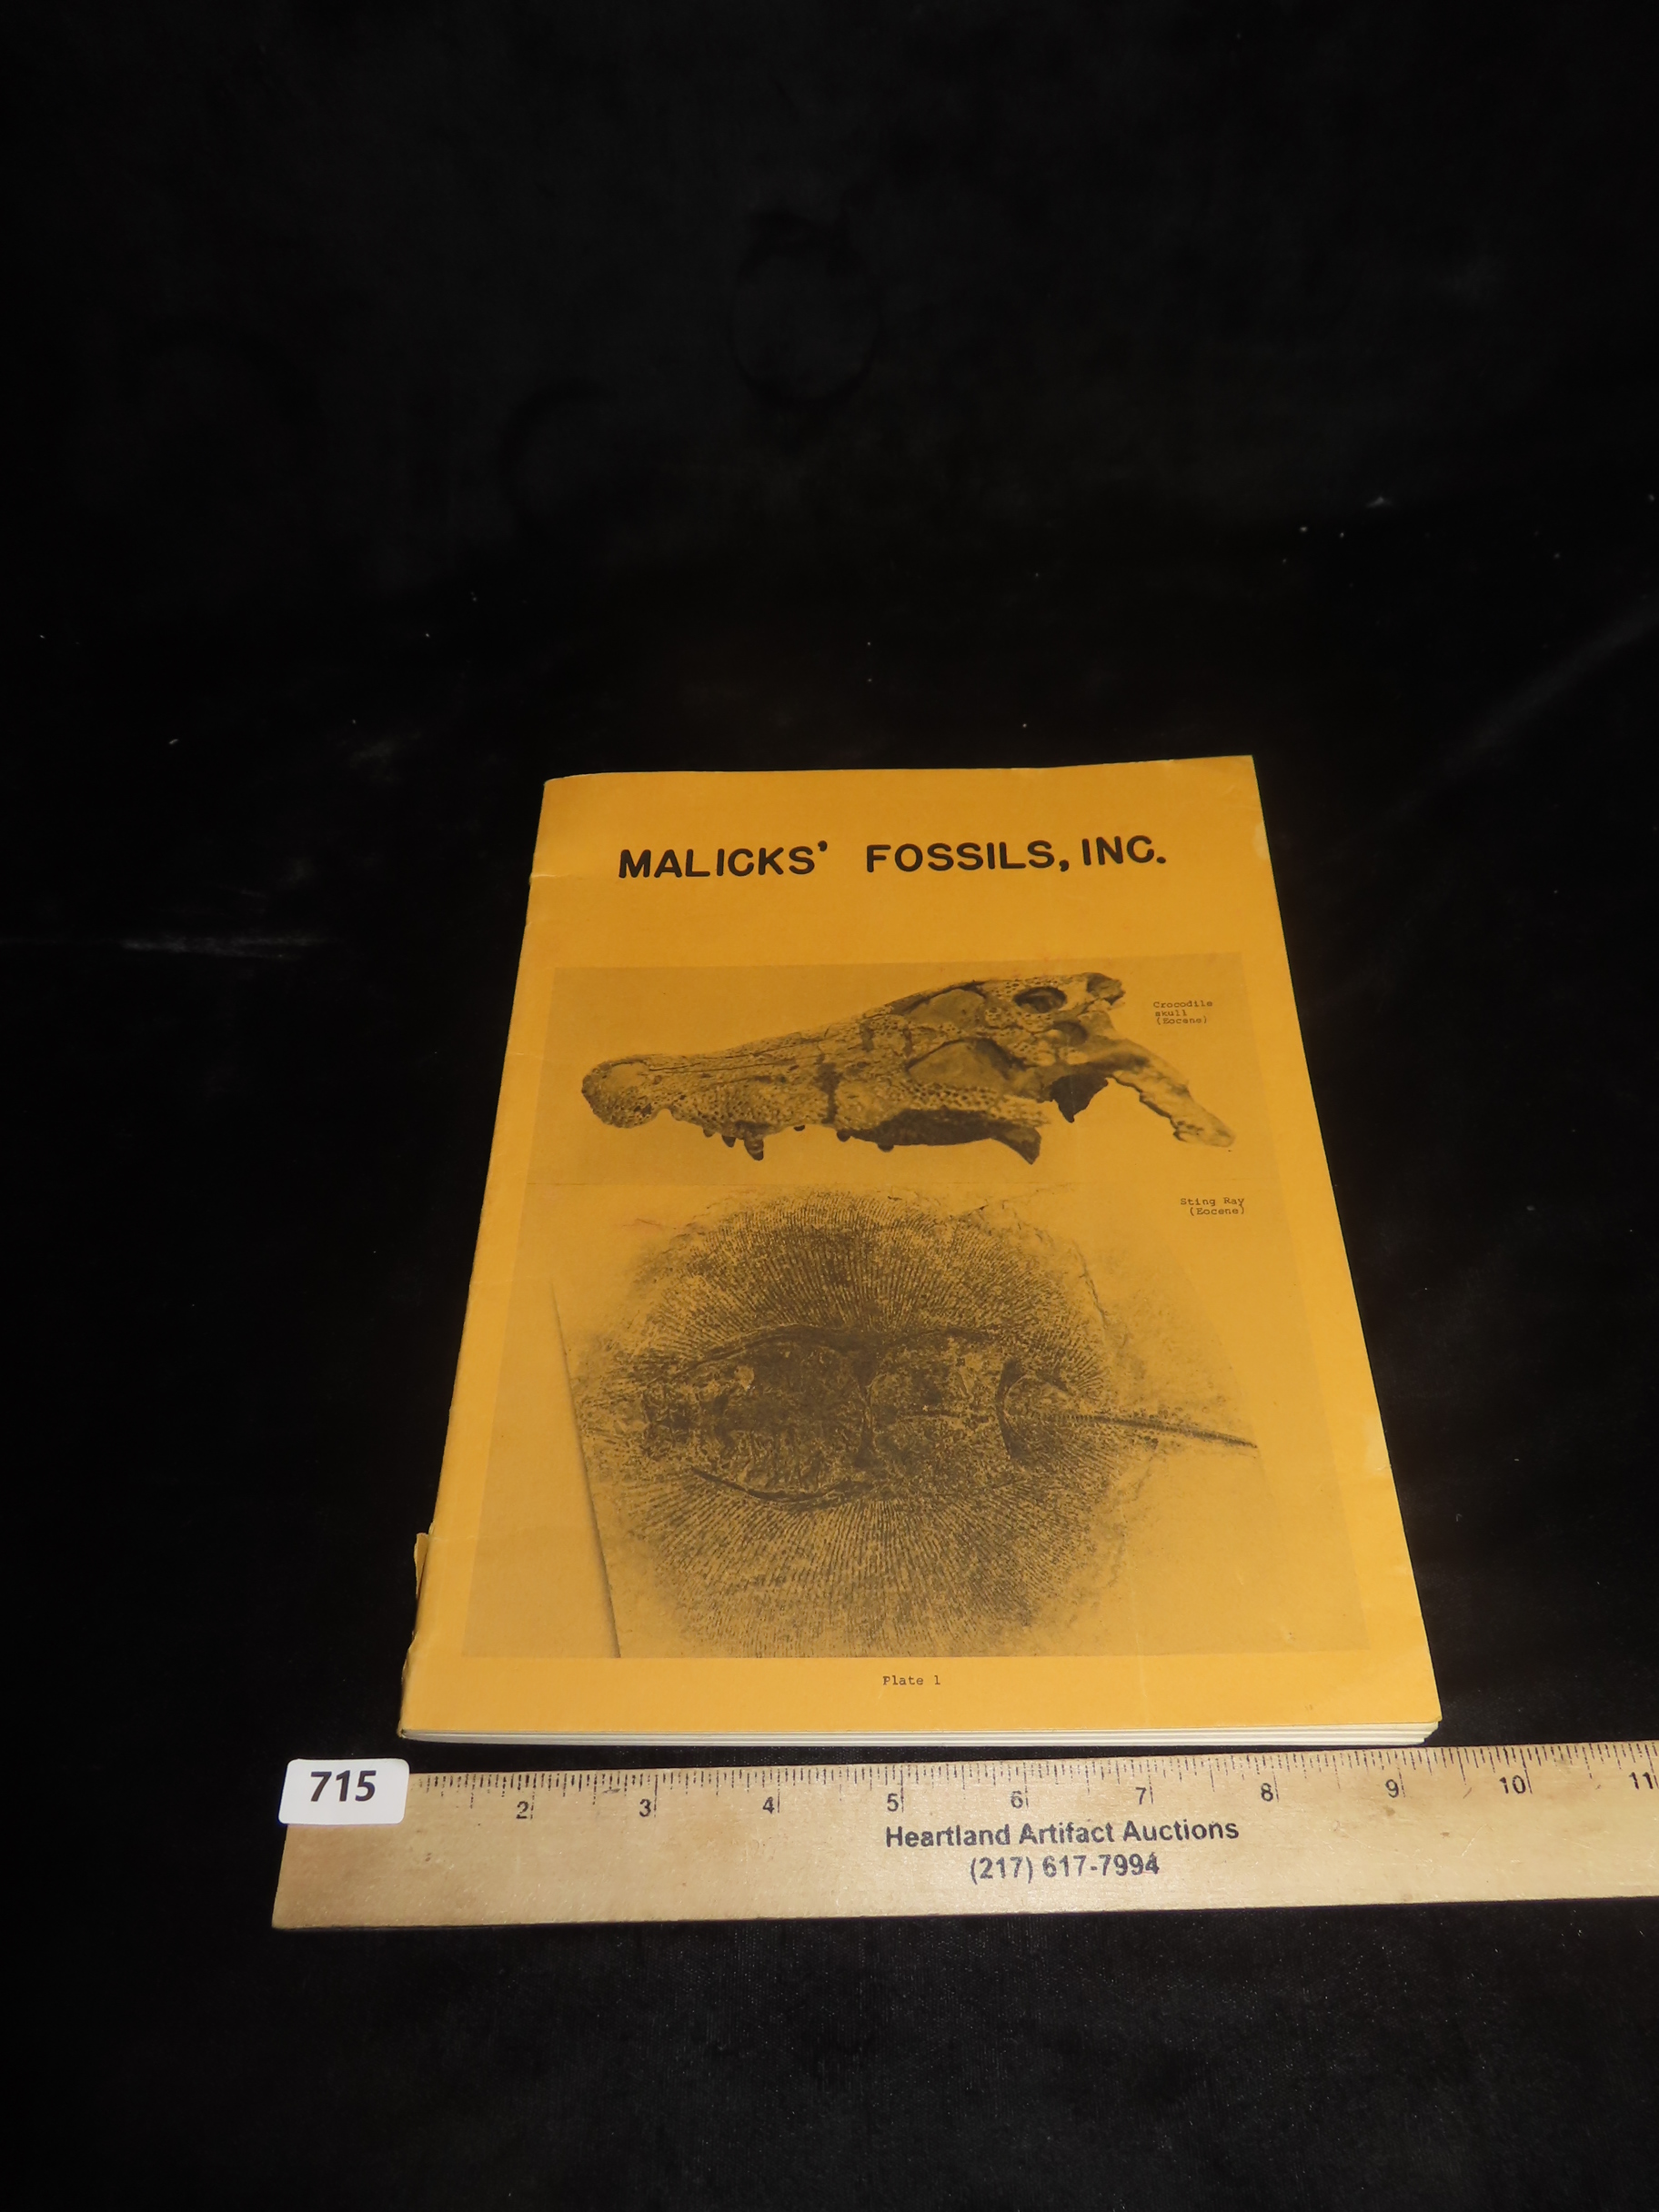 MALICKS' FOSSILS, INC.
Crocodile
skull
(Eocene)
Sting Ray
(Eocene)
Plate 1
715
2 3 4 5 6 7 8 9 10 11
Heartland Artifact Auctions
(217) 617-7994